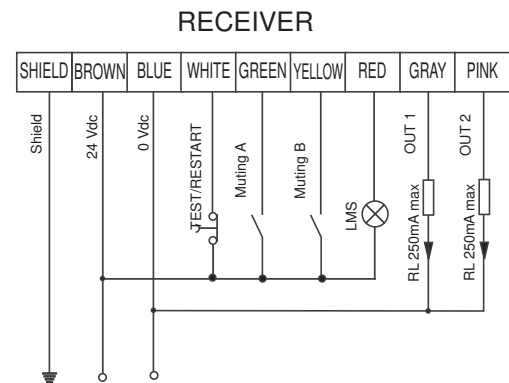 RECEIVER
SHIELD BROWN BLUE WHITE GREEN YELLOW RED GRAY PINK
Shield
24 Vdc
0 Vdc
TEST/RESTART
Muting A
Muting B
LMS
OUT 1
RL 250mA max
OUT 2
RL 250mA max